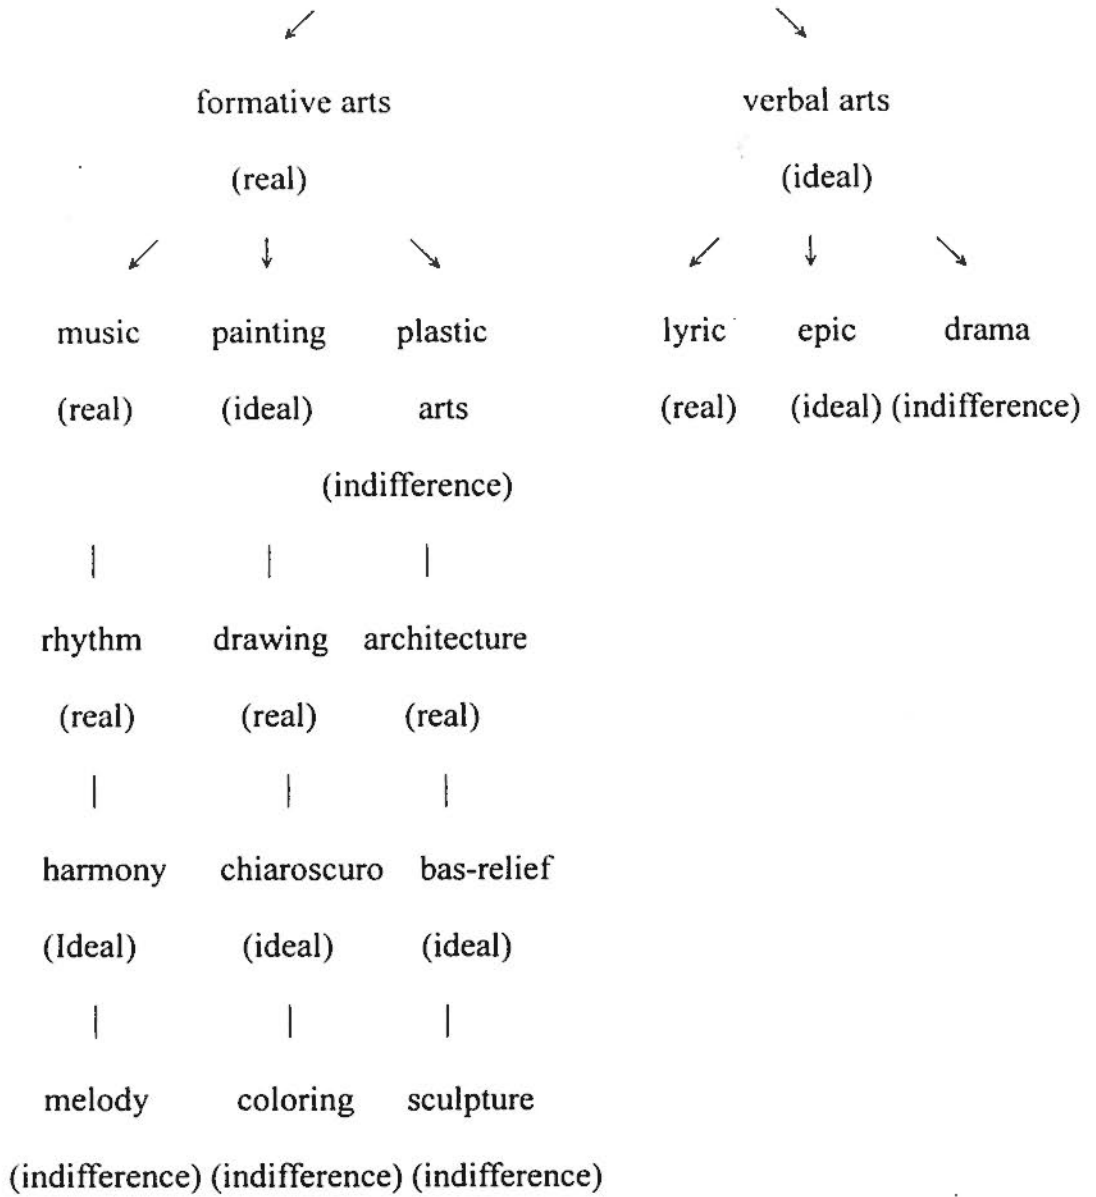 formative arts verbal arts
(real) (ideal)
music painting plastic lyric epic drama
(real) (ideal) arts (real) (ideal) (indifference)
(indifference)
rhythm drawing architecture
(real) (real) (real)
harmony chiaroscuro bas-relief
(Ideal) (ideal) (ideal)
melody coloring sculpture
(indifference) (indifference) (indifference)